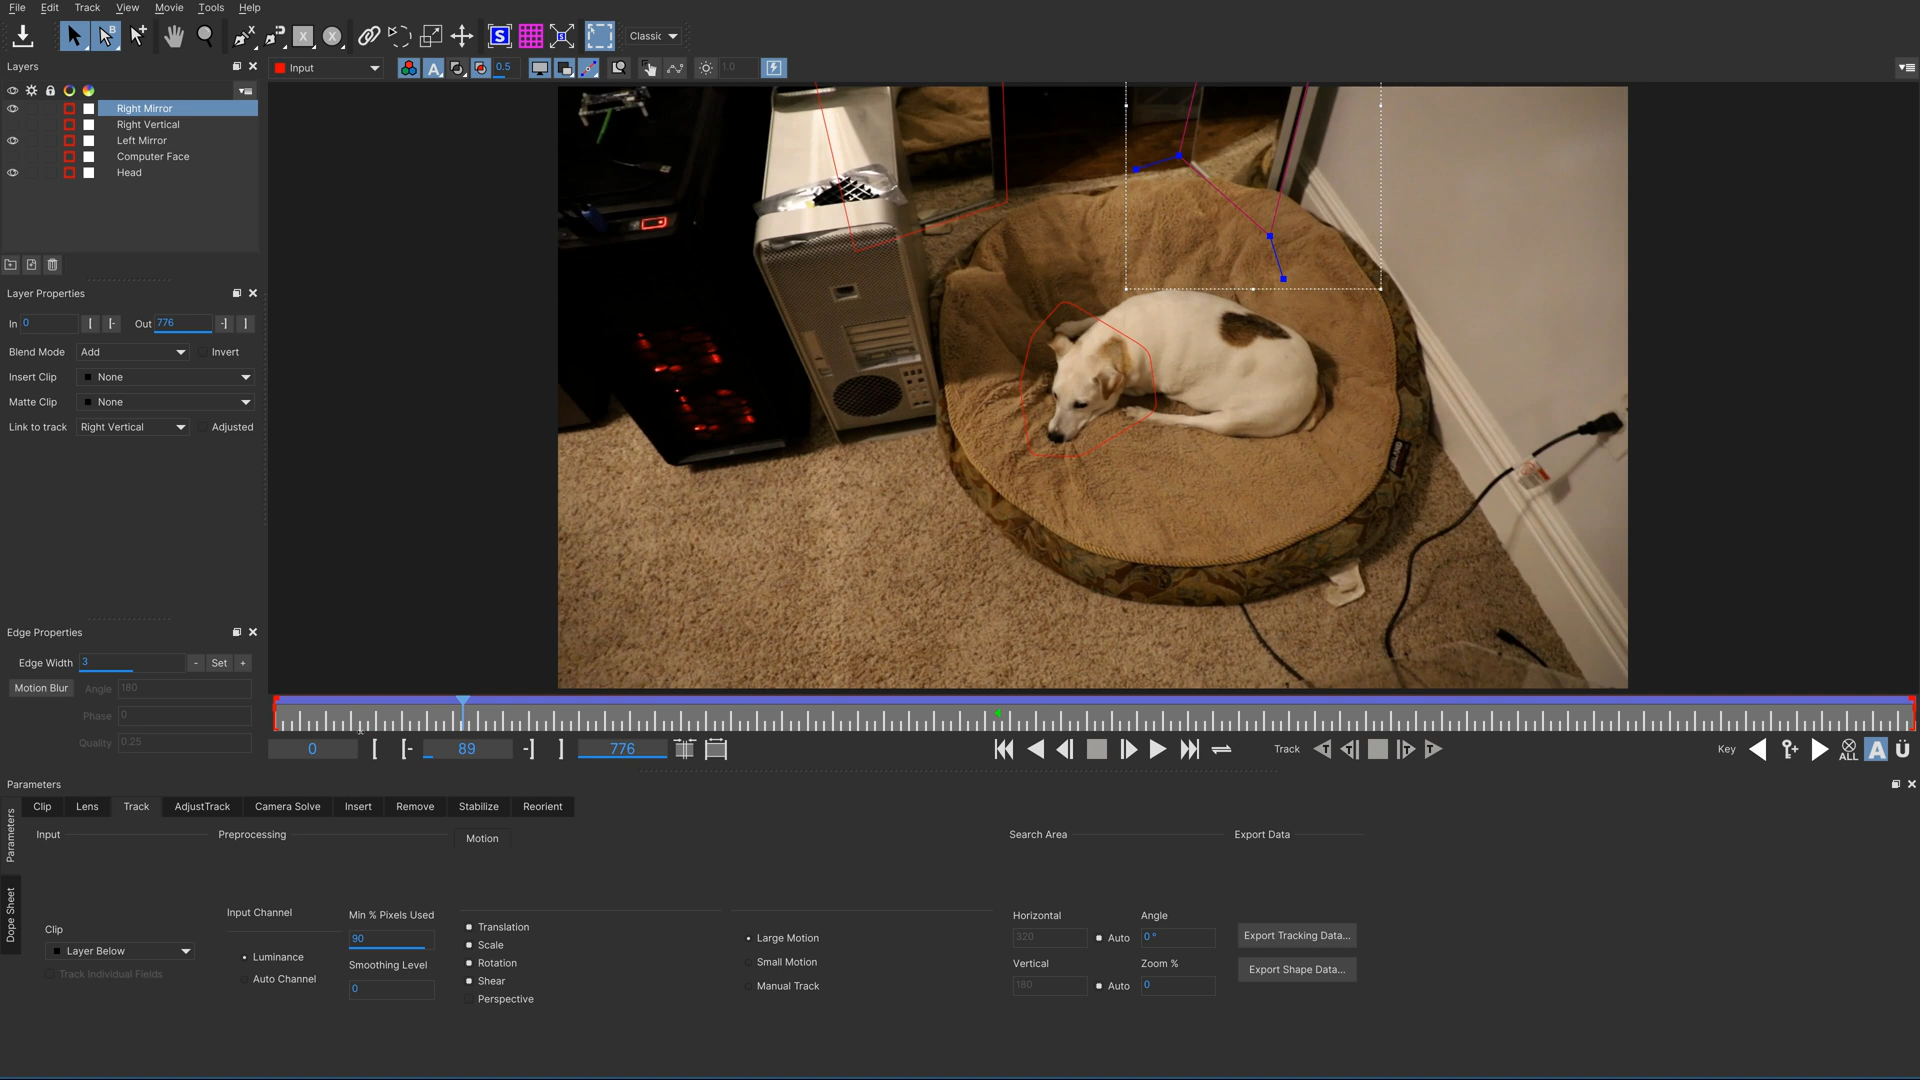 File Edit Track View Movie Tools Help
Classic
Layers
Input 0.5 1.0
Right Mirror
Right Vertical
Left Mirror
Computer Face
Head
Layer Properties
In 0 [ [- Out 776 -] ]
Blend Mode Add Invert
Insert Clip None
Matte Clip None
Link to track Right Vertical Adjusted
Edge Properties
Edge Width 3 - Set +
Motion Blur Angle 180
Phase 0
Quality 0.25
0 [ [- 89 -] ] 776 Track Key ALL A Ü
Parameters
Clip Lens Track AdjustTrack Camera Solve Insert Remove Stabilize Reorient
Parameters
Dope Sheet
Input Preprocessing Motion Search Area Export Data
Input Channel Min % Pixels Used Horizontal Angle
Clip 90 Translation Large Motion 320 Auto 0° Export Tracking Data...
Layer Below Luminance Smoothing Level Scale Small Motion Vertical Zoom % Export Shape Data...
Track Individual Fields Auto Channel 0 Rotation Manual Track 180 Auto 0
Shear
Perspective